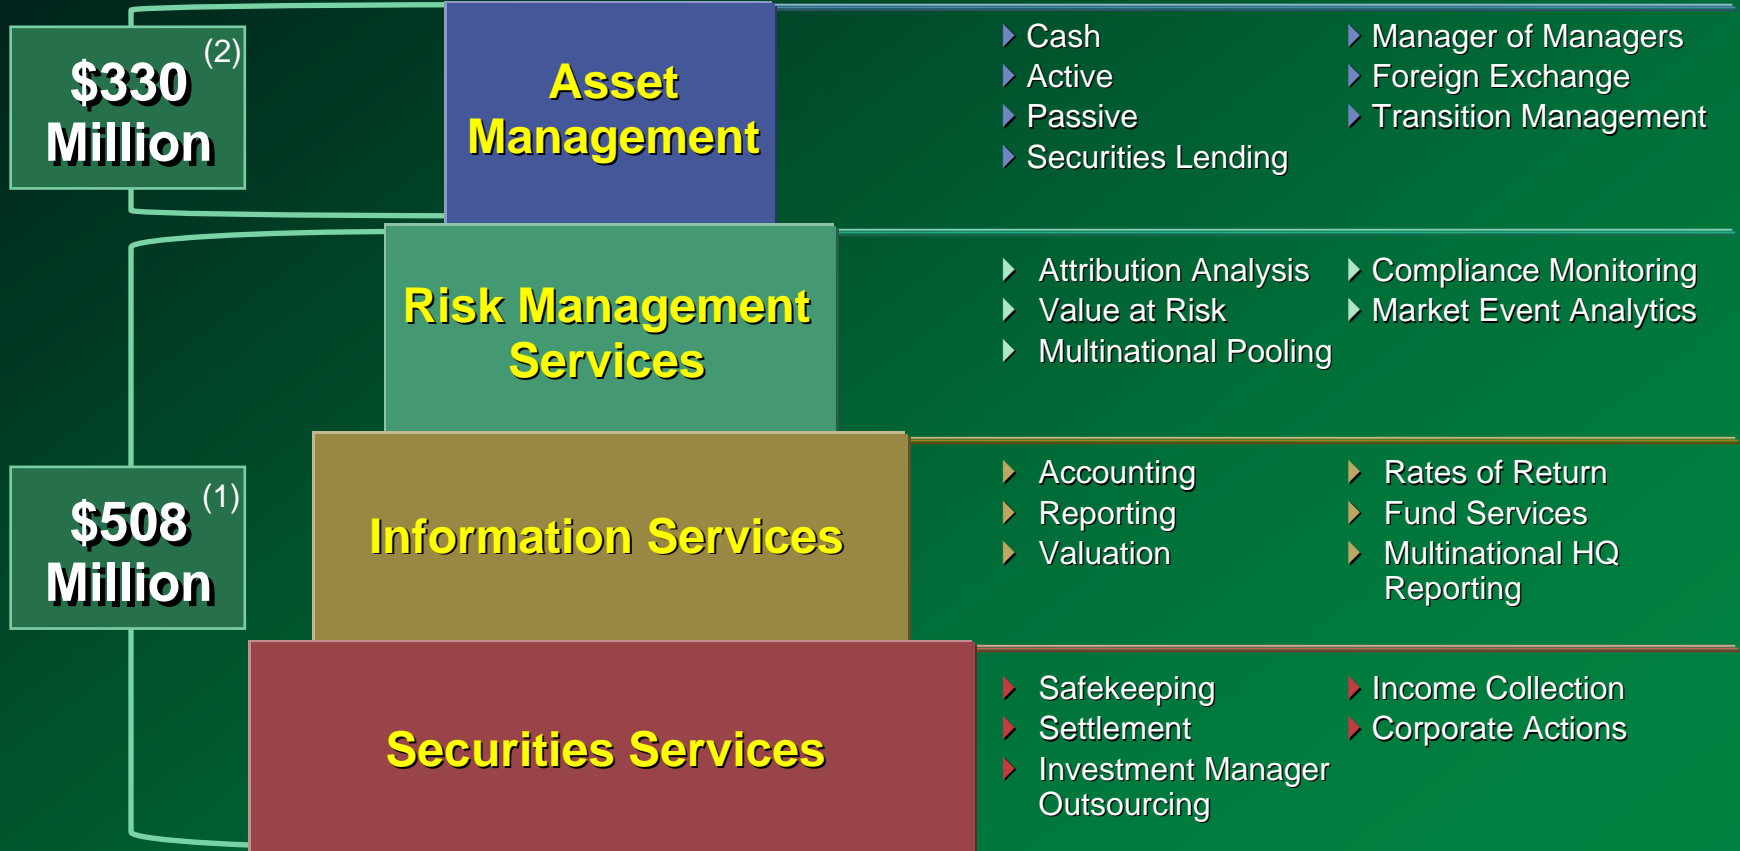 $330 (2)
Million
Asset
Management
Cash
Active
Passive
Securities Lending
Manager of Managers
Foreign Exchange
Transition Management
Risk Management
Services
Attribution Analysis
Value at Risk
Multinational Pooling
Compliance Monitoring
Market Event Analytics
$508 (1)
Million
Information Services
Accounting
Reporting
Valuation
Rates of Return
Fund Services
Multinational HQ
Reporting
Securities Services
Safekeeping
Settlement
Investment Manager
Outsourcing
Income Collection
Corporate Actions